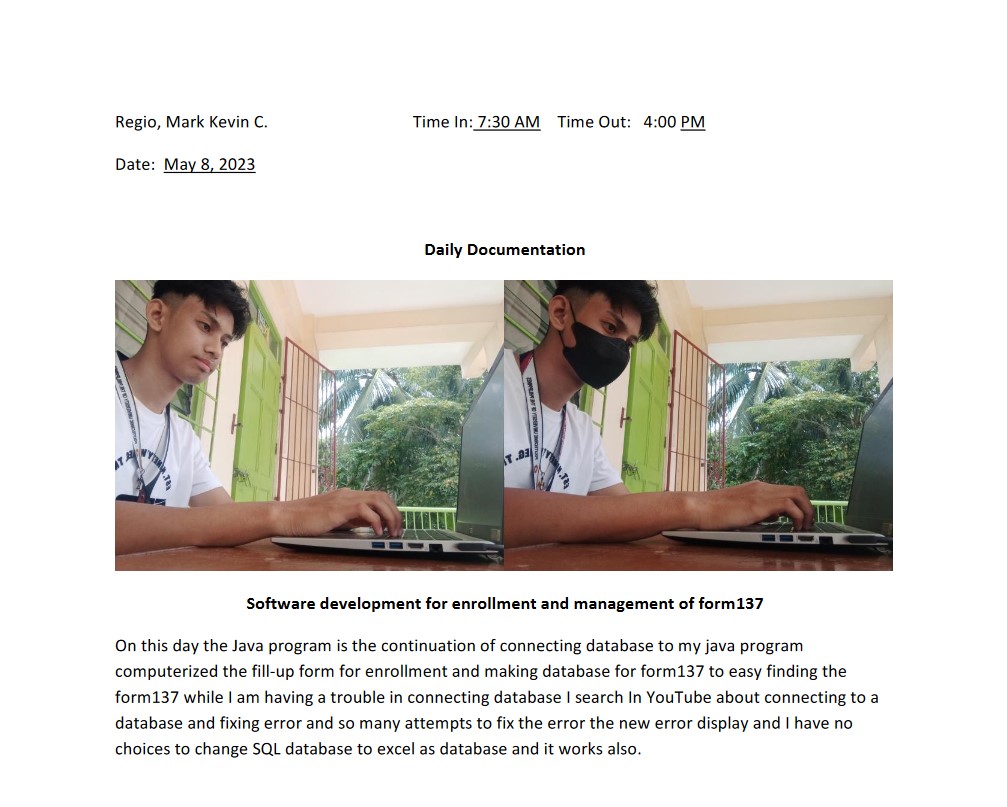 Regio, Mark Kevin C. Time In: 7:30 AM Time Out: 4:00 PM
Date: May 8, 2023
Daily Documentation
Software development for enrollment and management of form137
On this day the Java program is the continuation of connecting database to my java program
computerized the fill-up form for enrollment and making database for form137 to easy finding the
form137 while I am having a trouble in connecting database I search In YouTube about connecting to a
database and fixing error and so many attempts to fix the error the new error display and I have no
choices to change SQL database to excel as database and it works also.